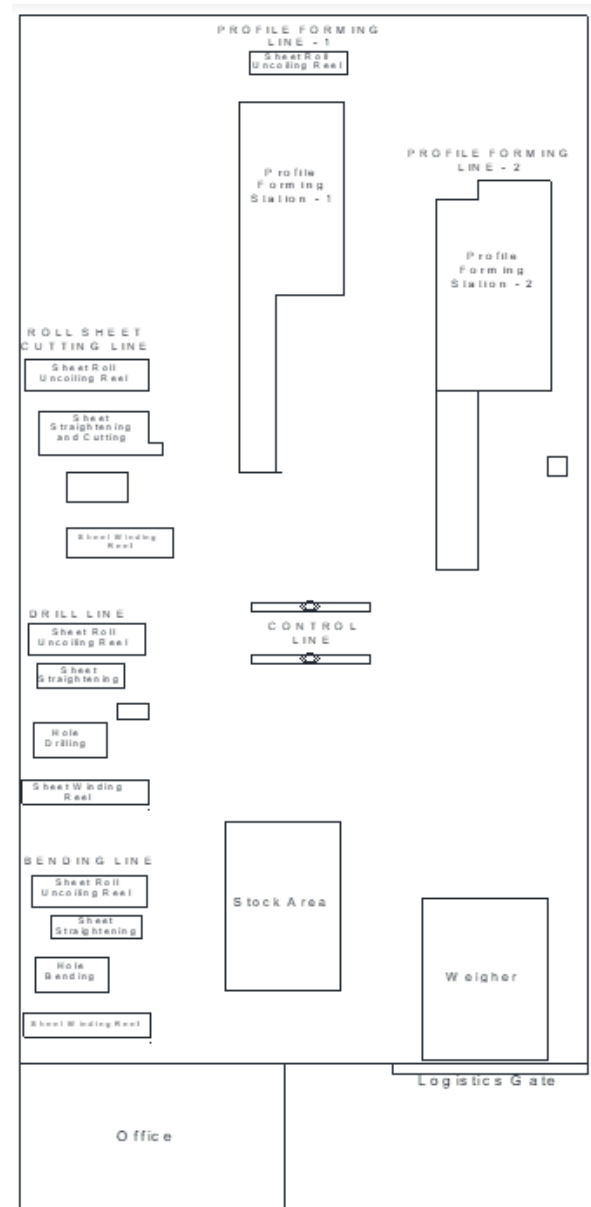 PROFILE FORMING
LINE - 1
Sheet Roll
Uncoiling Reel
Profile
Forming
Station - 1
PROFILE FORMING
LINE - 2
Profile
Forming
Station - 2
ROLL SHEET
CUTTING LINE
Sheet Roll
Uncoiling Reel
Sheet
Straightening
and Cutting
Sheet Winding
Reel
CONTROL
LINE
DRILL LINE
Sheet Roll
Uncoiling Reel
Sheet
Straightening
Hole
Drilling
Sheet Winding
Reel
BENDING LINE
Sheet Roll
Uncoiling Reel
Sheet
Straightening
Hole
Bending
Sheet Winding Reel
Stock Area
Weigher
Logistics Gate
Office